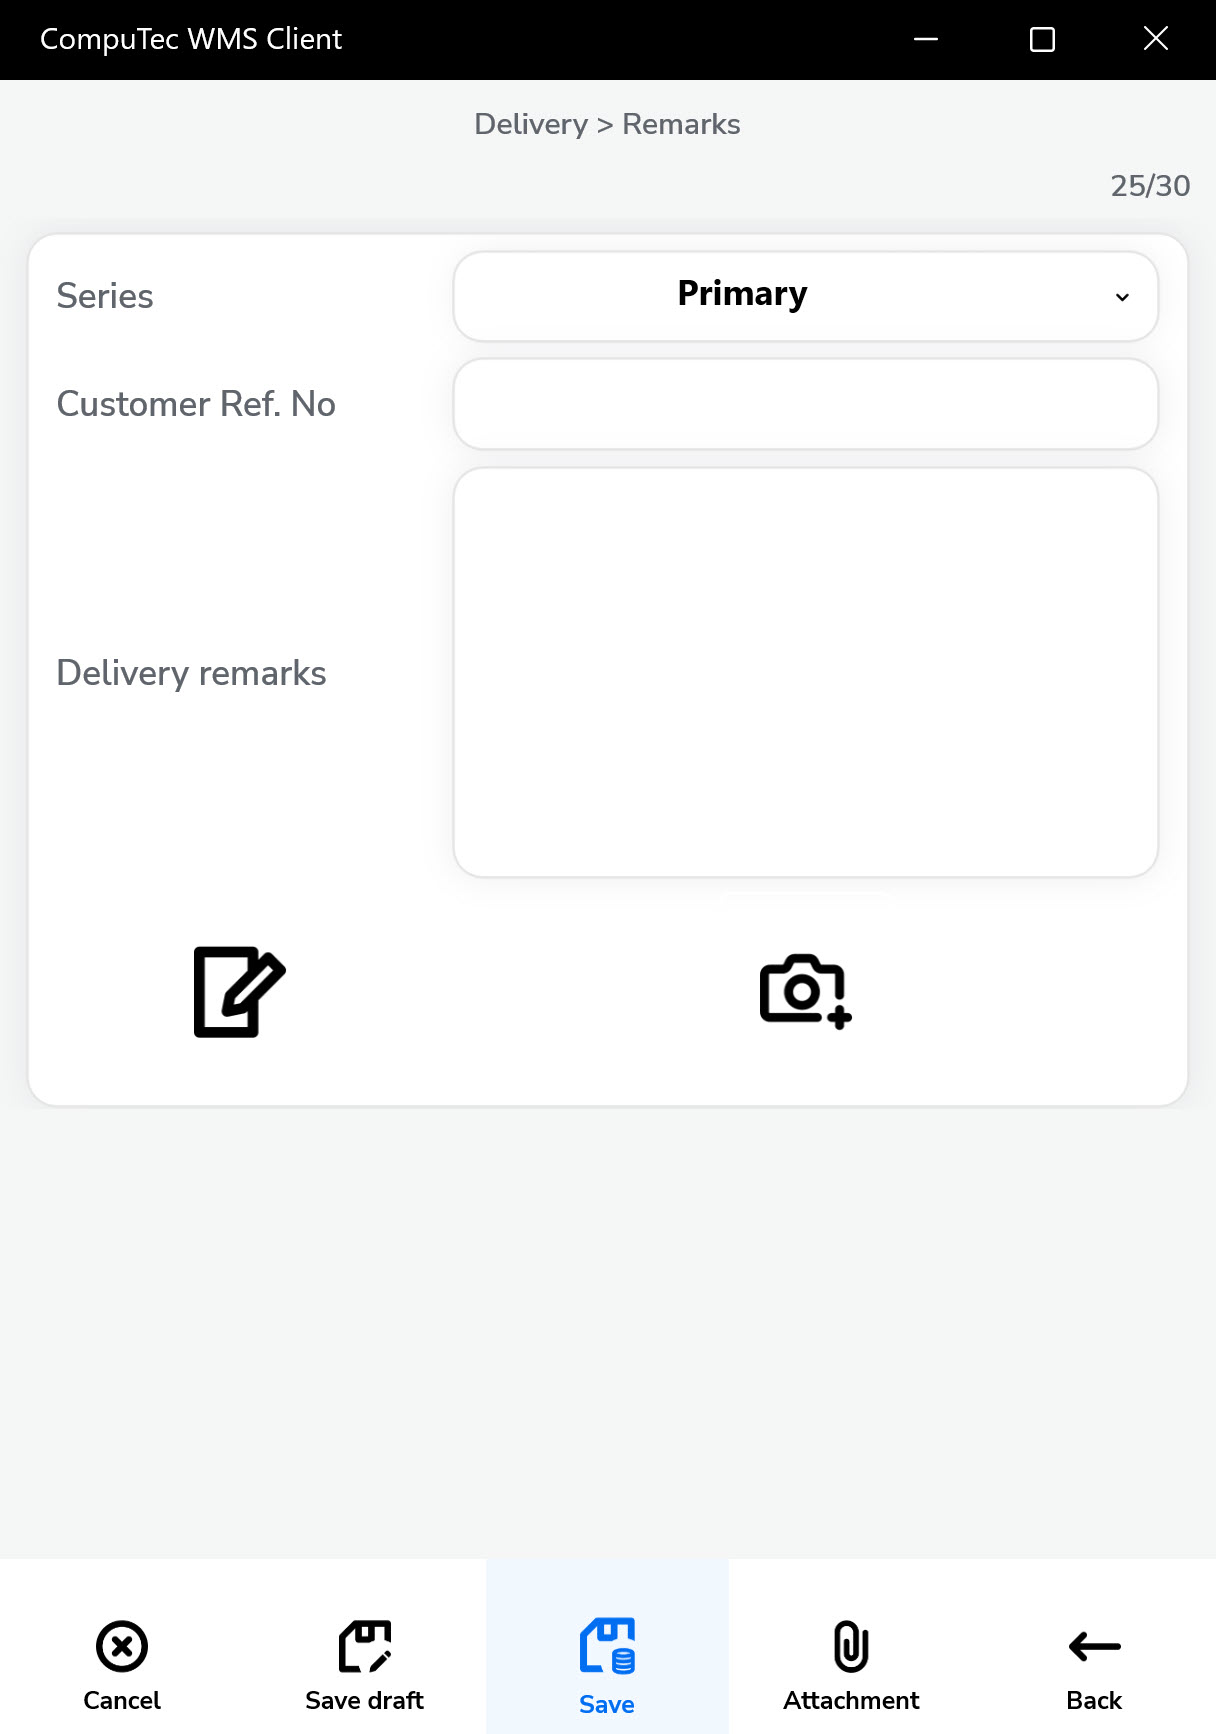 CompuTec WMS Client
Delivery > Remarks
25/30
Series
Primary
Customer Ref. No
Delivery remarks
Cancel
Save draft
Save
Attachment
Back